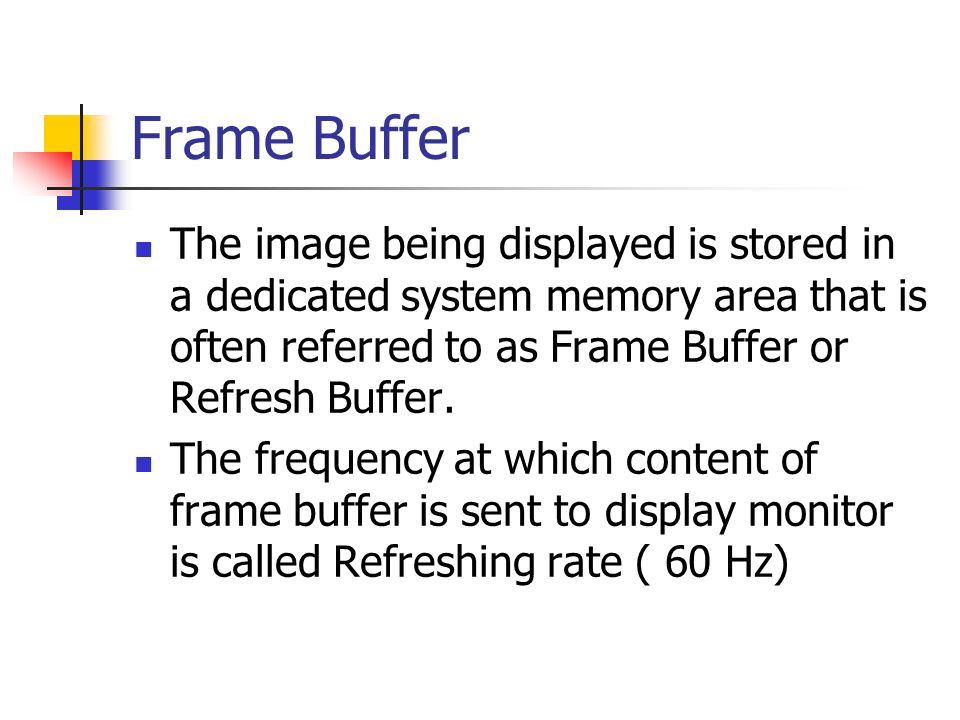 Frame Buffer
The image being displayed is stored in
a dedicated system memory area that is
often referred to as Frame Buffer or
Refresh Buffer.
The frequency at which content of
frame buffer is sent to display monitor
is called Refreshing rate ( 60 Hz)